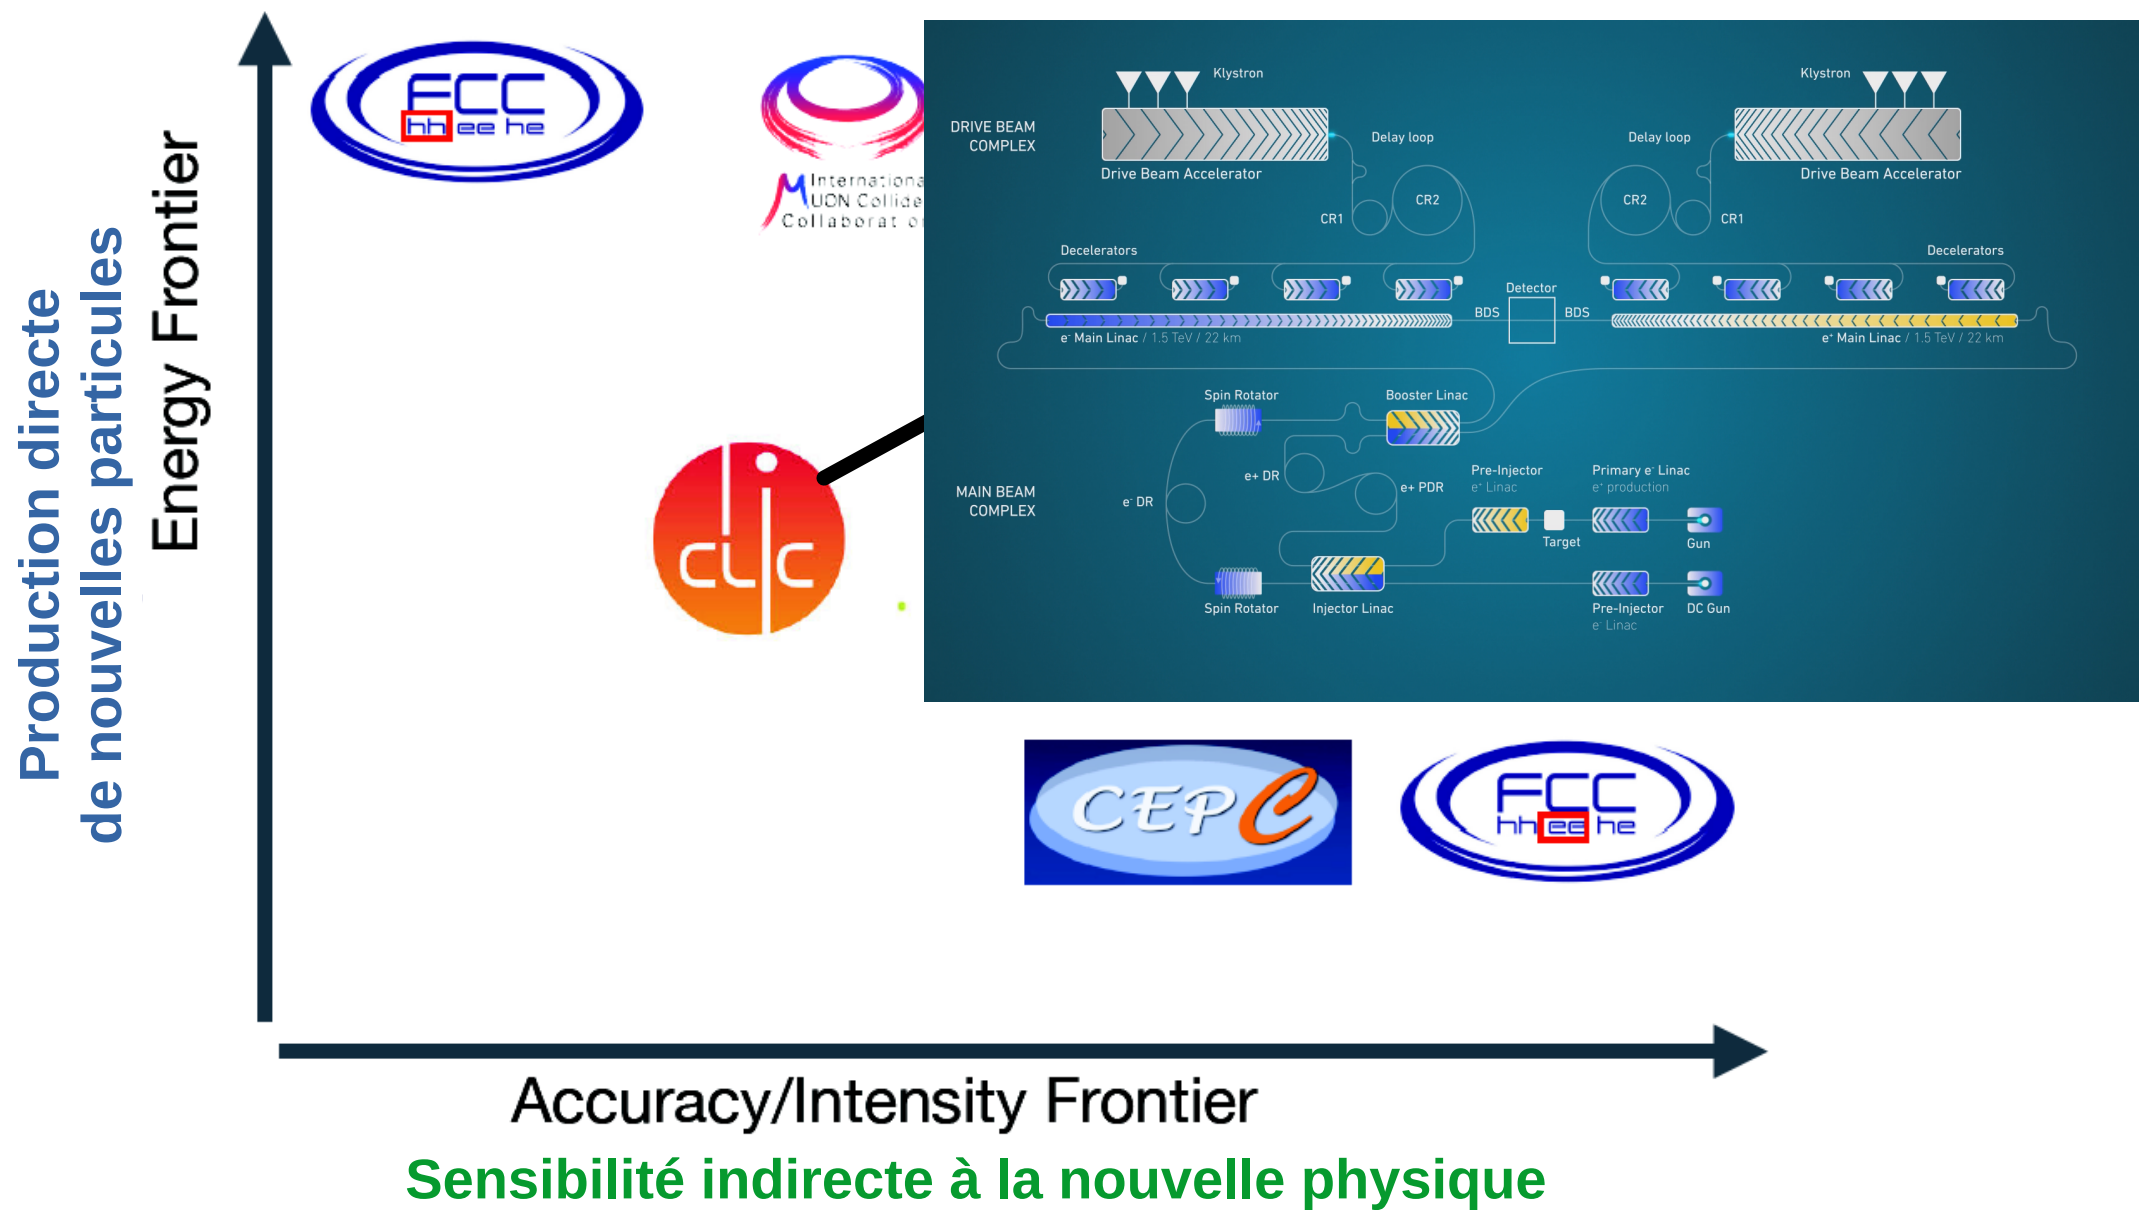 Production directe
de nouvelles particules
Energy Frontier
FCC
hh ee he
International
MUON Collide
Collaborat
clic
Klystron
Klystron
DRIVE BEAM
COMPLEX
Delay loop
Delay loop
Drive Beam Accelerator
Drive Beam Accelerator
CR2
CR1
CR2
CR1
Decelerators
Decelerators
Detector
BDS
BDS
e⁻ Main Linac / 1.5 TeV / 22 km
e⁺ Main Linac / 1.5 TeV / 22 km
Spin Rotator
Booster Linac
MAIN BEAM
COMPLEX
e⁻ DR
e+ DR
e+ PDR
Pre-Injector
e⁺ Linac
Primary e⁻ Linac
e⁺ production
Target
Gun
Spin Rotator
Injector Linac
Pre-Injector
e⁻ Linac
DC Gun
CEPC
FCC
hh ee he
Accuracy/Intensity Frontier
Sensibilité indirecte à la nouvelle physique